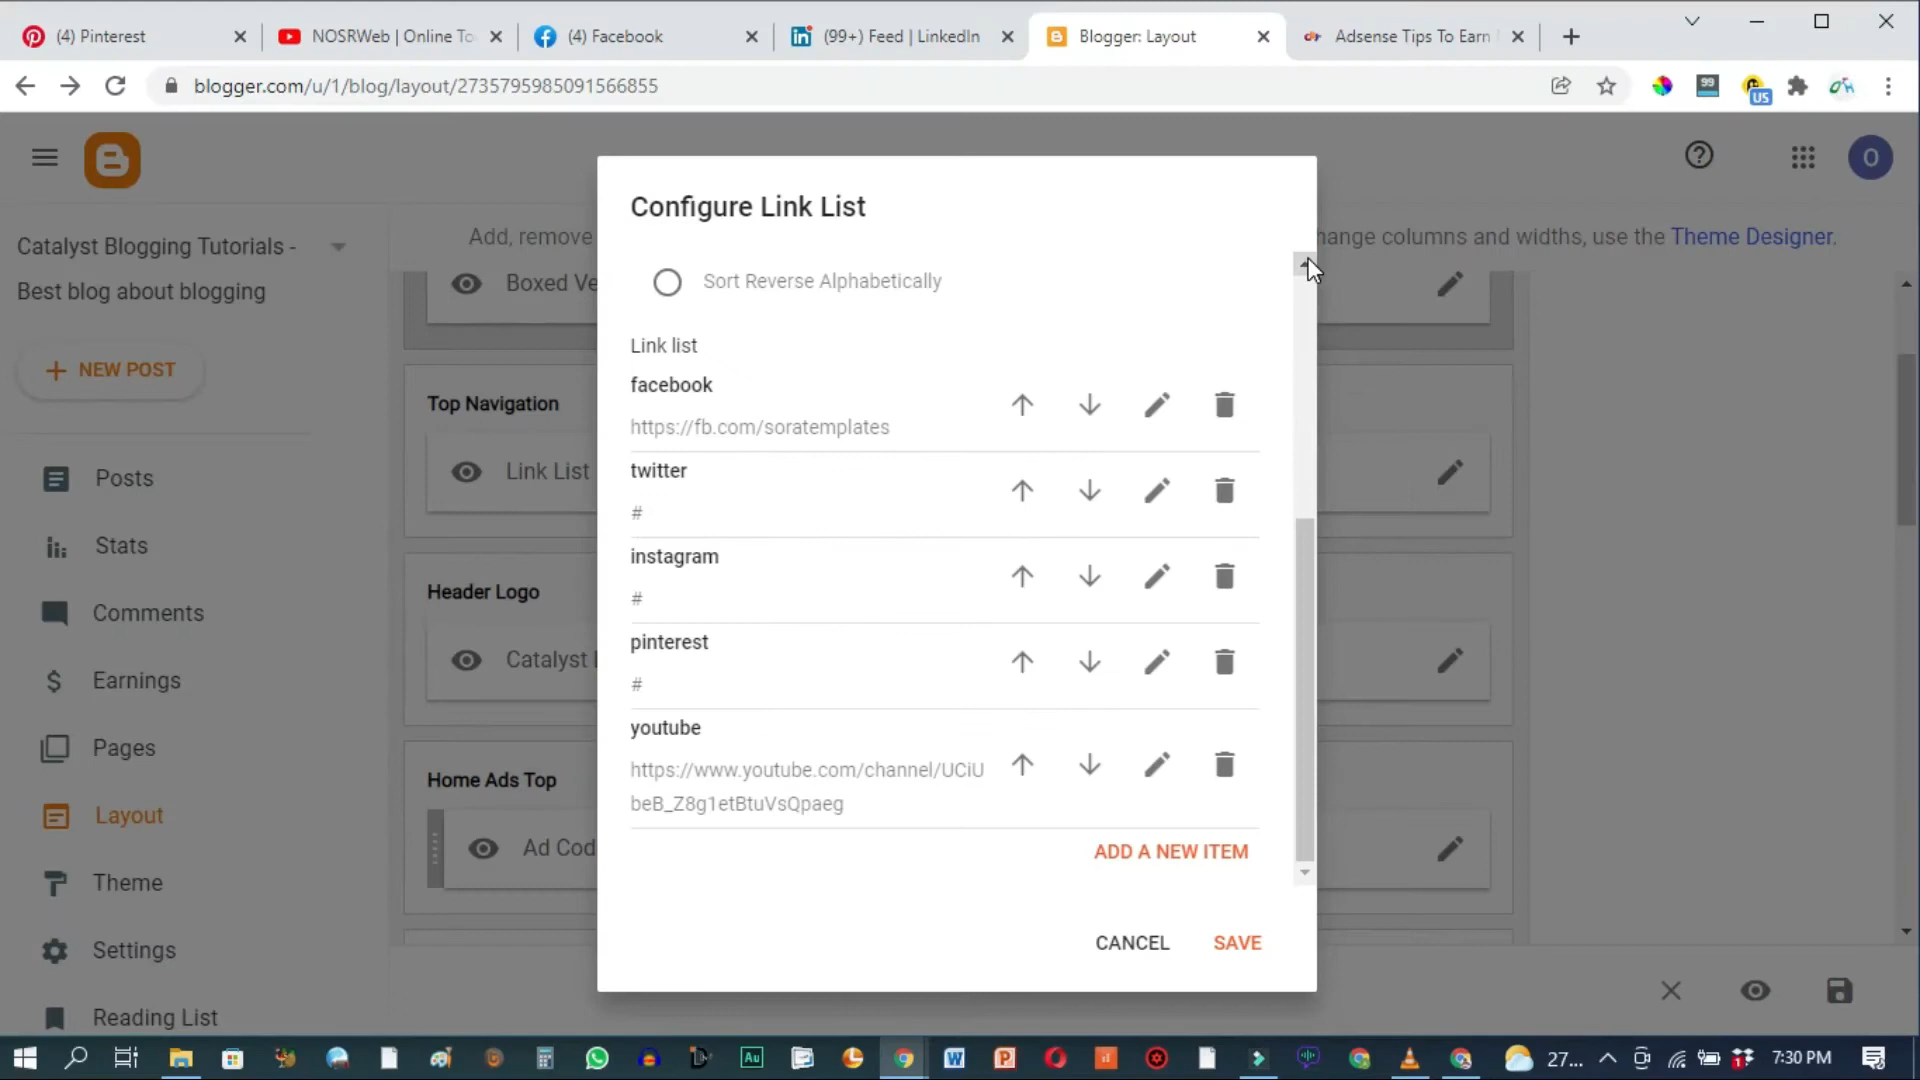 (4) Pinterest
NOSRWeb | Online To
(4) Facebook
(99+) Feed | LinkedIn
Blogger: Layout
Adsense Tips To Earn
blogger.com/u/1/blog/layout/2735795985091566855
99
US
Catalyst Blogging Tutorials -
Best blog about blogging
NEW POST
Posts
Stats
Comments
Earnings
Pages
Layout
Theme
Settings
Reading List
Add, remove
hange columns and widths, use the Theme Designer.
Boxed Ve
Top Navigation
Link List
Header Logo
Catalyst
Home Ads Top
Ad Cod
O
Configure Link List
Sort Reverse Alphabetically
Link list
facebook
https://fb.com/soratemplates
twitter
#
instagram
#
pinterest
#
youtube
https://www.youtube.com/channel/UCiU
beB_Z8g1etBtuVsQpaeg
ADD A NEW ITEM
CANCEL
SAVE
Au
27...
7:30 PM